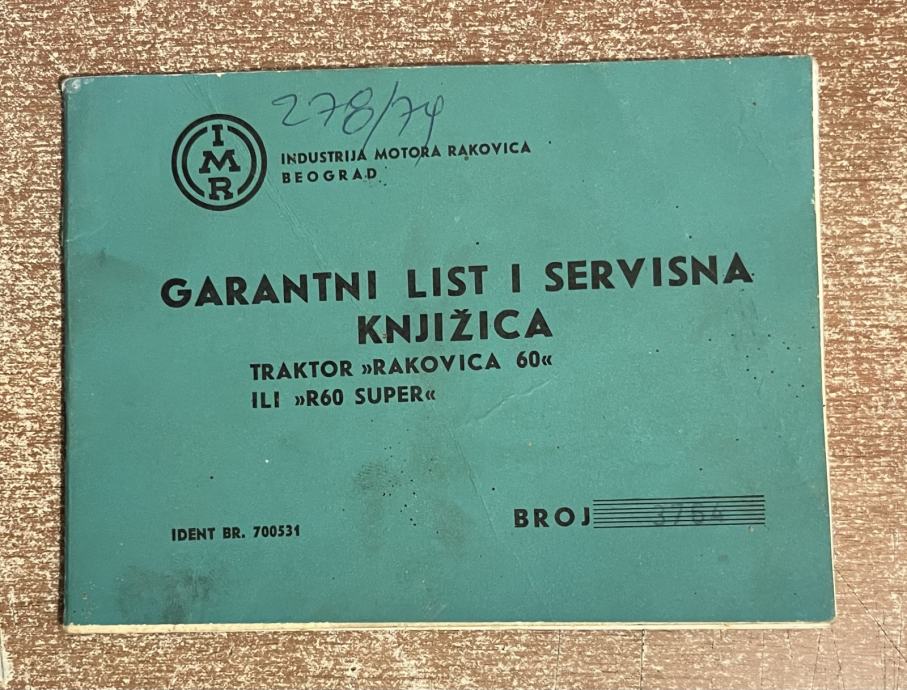 278/74
IMR
INDUSTRIJA MOTORA RAKOVICA
BEOGRAD
GARANTNI LIST I SERVISNA
KNJIŽICA
TRAKTOR »RAKOVICA 60«
ILI »R60 SUPER«
BROJ 3764
IDENT BR. 700531